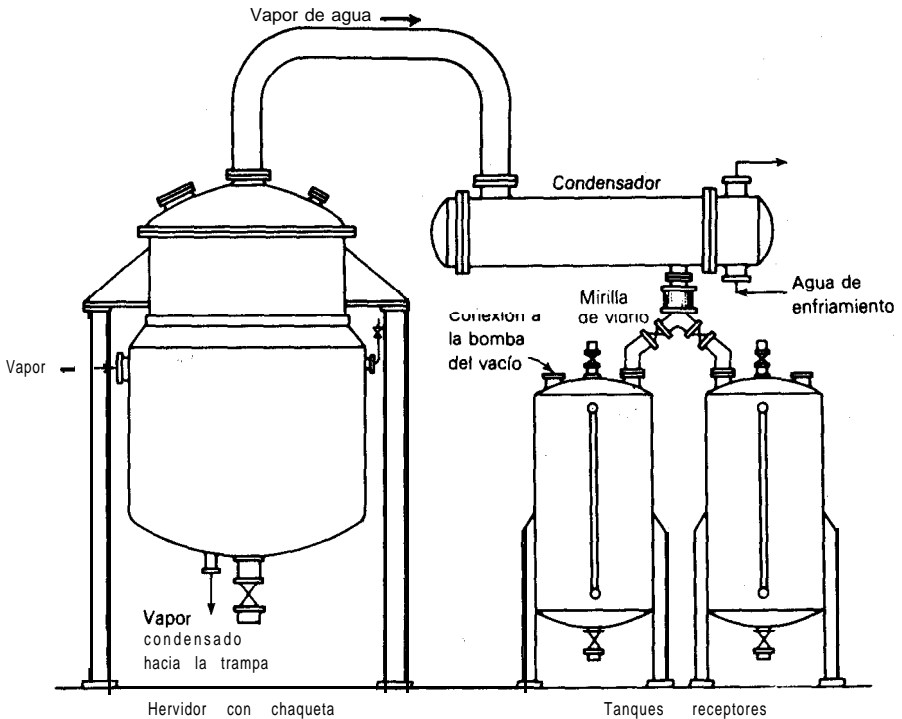 Vapor de agua
Condensador
Agua de
enfriamiento
Mirilla
de vidrio
Conexión a
la bomba
del vacío
Vapor
Vapor
condensado
hacia la trampa
Hervidor con chaqueta
Tanques receptores